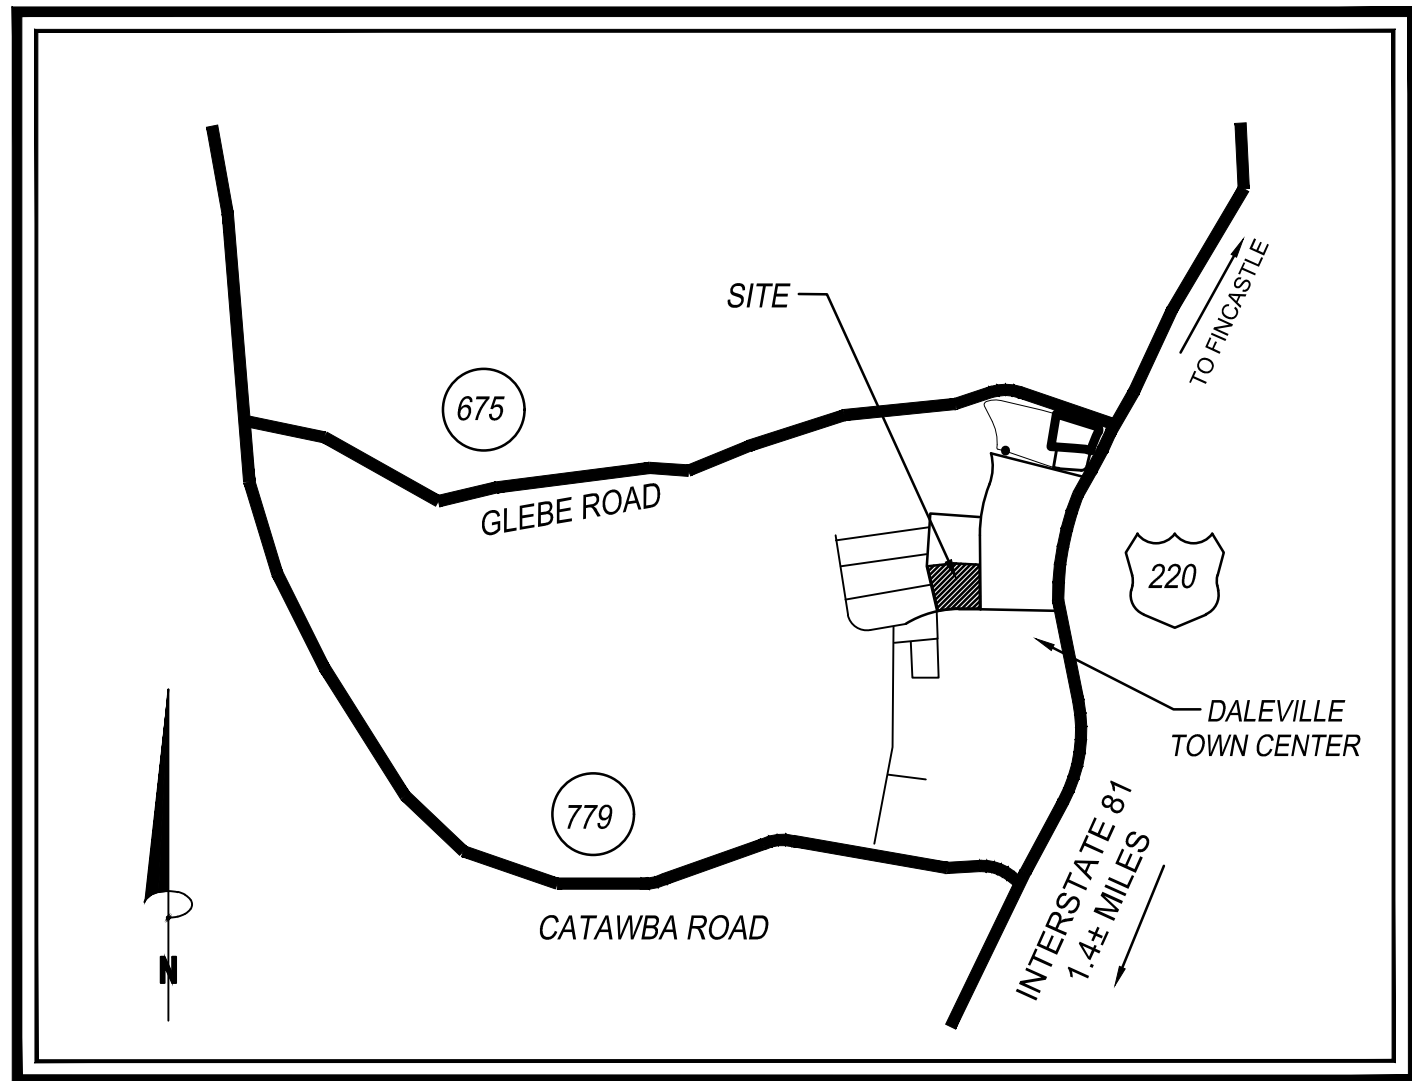 TO FINCASTLE
SITE
675
GLEBE ROAD
220
DALEVILLE
TOWN CENTER
779
CATAWBA ROAD
INTERSTATE 81
1.4± MILES
N